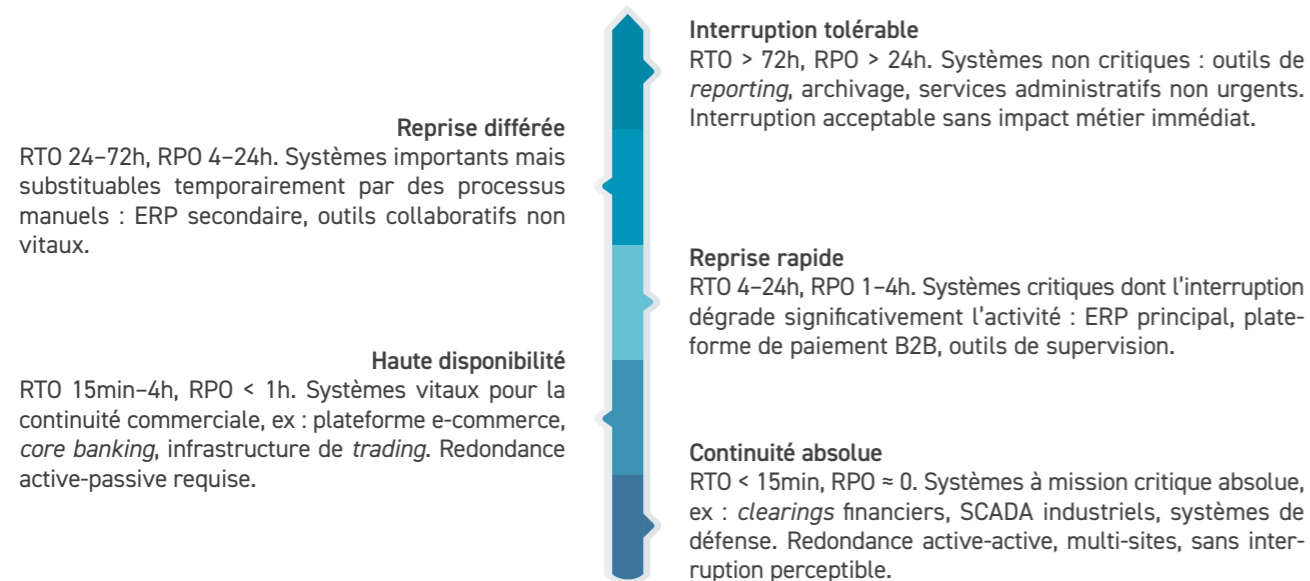 Interruption tolérable
RTO > 72h, RPO > 24h. Systèmes non critiques : outils de
reporting, archivage, services administratifs non urgents.
Interruption acceptable sans impact métier immédiat.
Reprise différée
RTO 24–72h, RPO 4–24h. Systèmes importants mais
substituables temporairement par des processus
manuels : ERP secondaire, outils collaboratifs non
vitaux.
Reprise rapide
RTO 4–24h, RPO 1–4h. Systèmes critiques dont l’interruption
dégrade significativement l’activité : ERP principal, plate-
forme de paiement B2B, outils de supervision.
Haute disponibilité
RTO 15min–4h, RPO < 1h. Systèmes vitaux pour la
continuité commerciale, ex : plateforme e-commerce,
core banking, infrastructure de trading. Redondance
active-passive requise.
Continuité absolue
RTO < 15min, RPO ≈ 0. Systèmes à mission critique absolue,
ex : clearings financiers, SCADA industriels, systèmes de
défense. Redondance active-active, multi-sites, sans inter-
ruption perceptible.